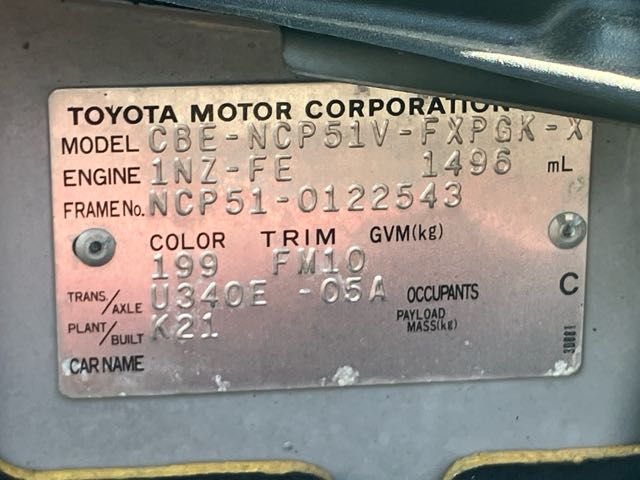 TOYOTA MOTOR CORPORATION
MODEL CBE-NCP51V-FXPGK-X
ENGINE 1NZ-FE 1496 mL
FRAME No. NCP51-0122543
COLOR TRIM GVM(kg)
199 FM10
TRANS./AXLE U340E -05A OCCUPANTS C
PLANT/BUILT K21 PAYLOAD MASS(kg)
CAR NAME